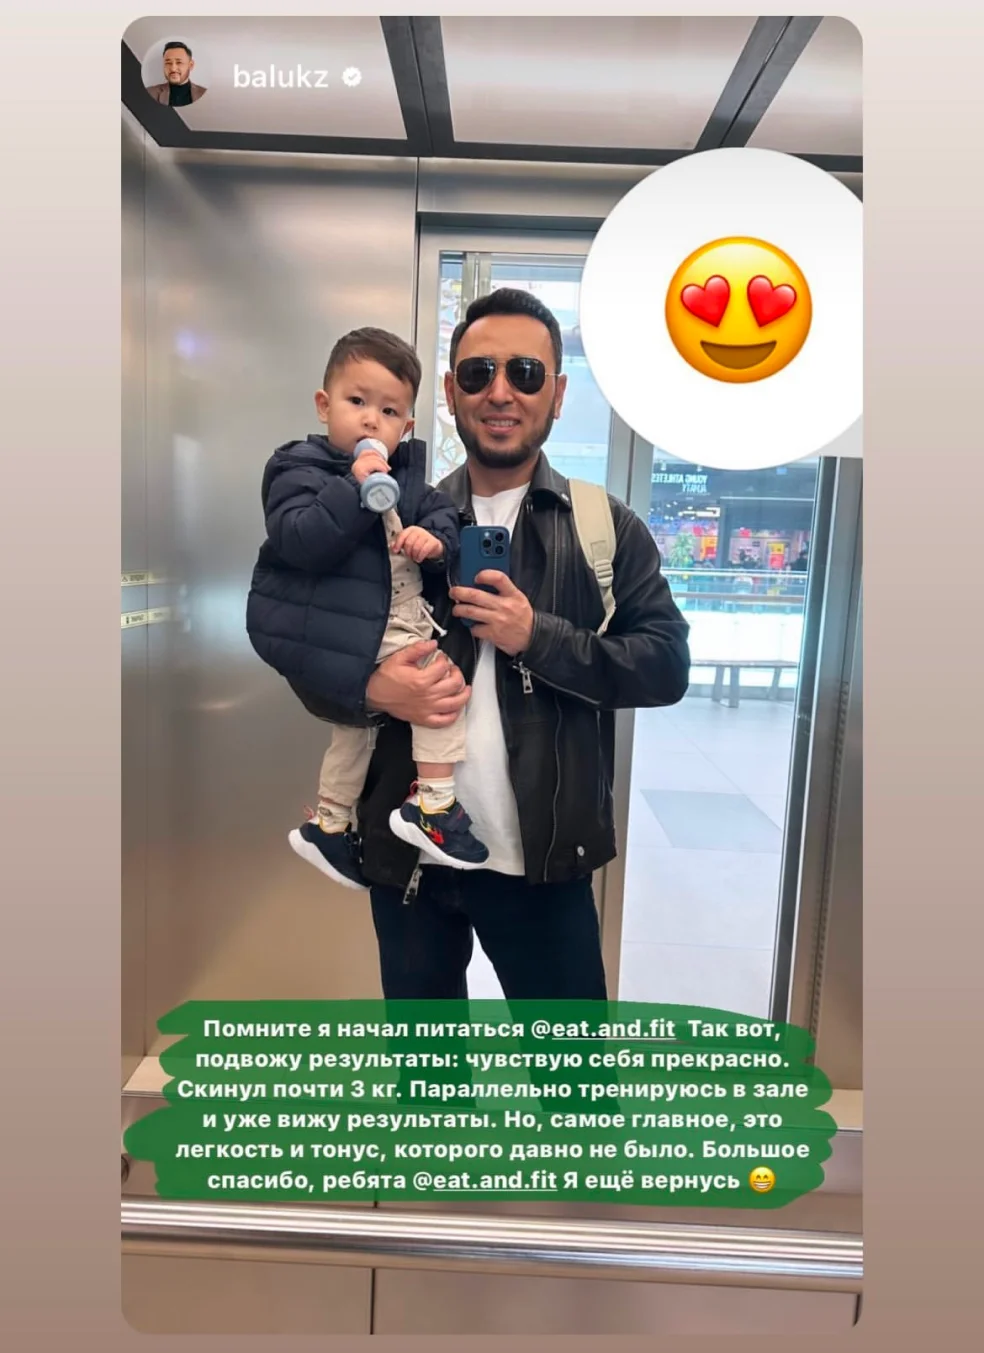 balukz
YOUNG ATHLETES
Помните я начал питаться @eat.and.fit Так вот,
подвожу результаты: чувствую себя прекрасно.
Скинул почти 3 кг. Параллельно тренируюсь в зале
и уже вижу результаты. Но, самое главное, это
легкость и тонус, которого давно не было. Большое
спасибо, ребята @eat.and.fit Я ещё вернусь 😁